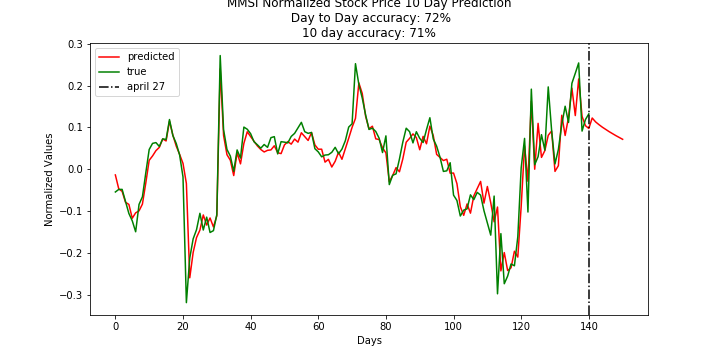 MMSI Normalized Stock Price 10 Day Prediction
Day to Day accuracy: 72%
10 day accuracy: 71%
predicted
true
april 27
Normalized Values
0.3
0.2
0.1
0.0
−0.1
−0.2
−0.3
0 20 40 60 80 100 120 140
Days